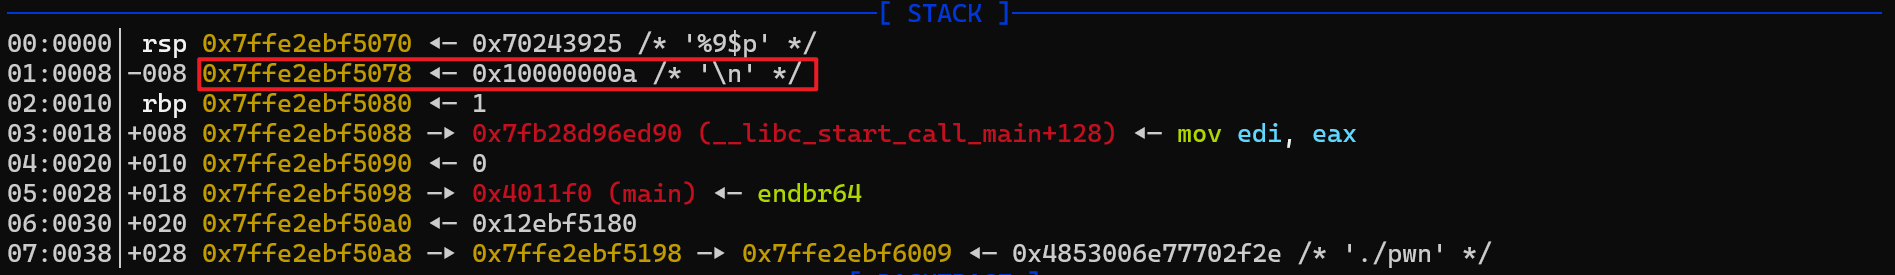 [ STACK ]
00:0000│ rsp 0x7ffe2ebf5070 ◂— 0x70243925 /* '%9$p' */
01:0008│-008 0x7ffe2ebf5078 ◂— 0x10000000a /* '\n' */
02:0010│ rbp 0x7ffe2ebf5080 ◂— 1
03:0018│+008 0x7ffe2ebf5088 —▸ 0x7fb28d96ed90 (__libc_start_call_main+128) ◂— mov edi, eax
04:0020│+010 0x7ffe2ebf5090 ◂— 0
05:0028│+018 0x7ffe2ebf5098 —▸ 0x4011f0 (main) ◂— endbr64
06:0030│+020 0x7ffe2ebf50a0 ◂— 0x12ebf5180
07:0038│+028 0x7ffe2ebf50a8 —▸ 0x7ffe2ebf5198 —▸ 0x7ffe2ebf6009 ◂— 0x4853006e77702f2e /* './pwn' */